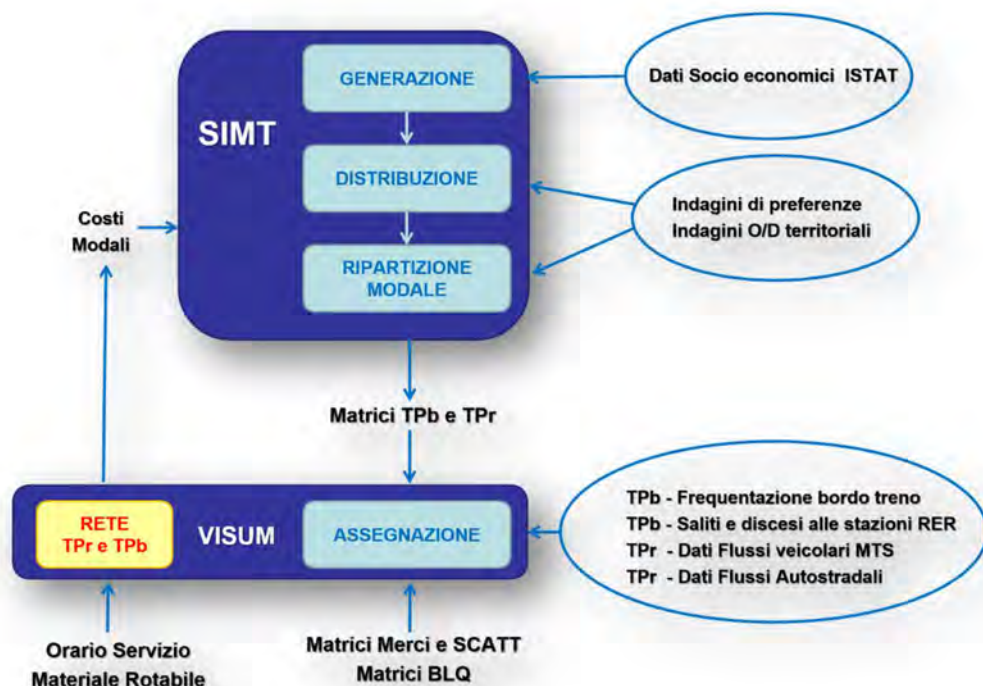 GENERAZIONE
Dati Socio economici ISTAT
SIMT
DISTRIBUZIONE
Costi
Modali
Indagini di preferenze
Indagini O/D territoriali
RIPARTIZIONE
MODALE
Matrici TPb e TPr
RETE
TPr e TPb
VISUM
ASSEGNAZIONE
TPb - Frequentazione bordo treno
TPb - Saliti e discesi alle stazioni RER
TPr - Dati Flussi veicolari MTS
TPr - Dati Flussi Autostradali
Orario Servizio
Materiale Rotabile
Matrici Merci e SCATT
Matrici BLQ